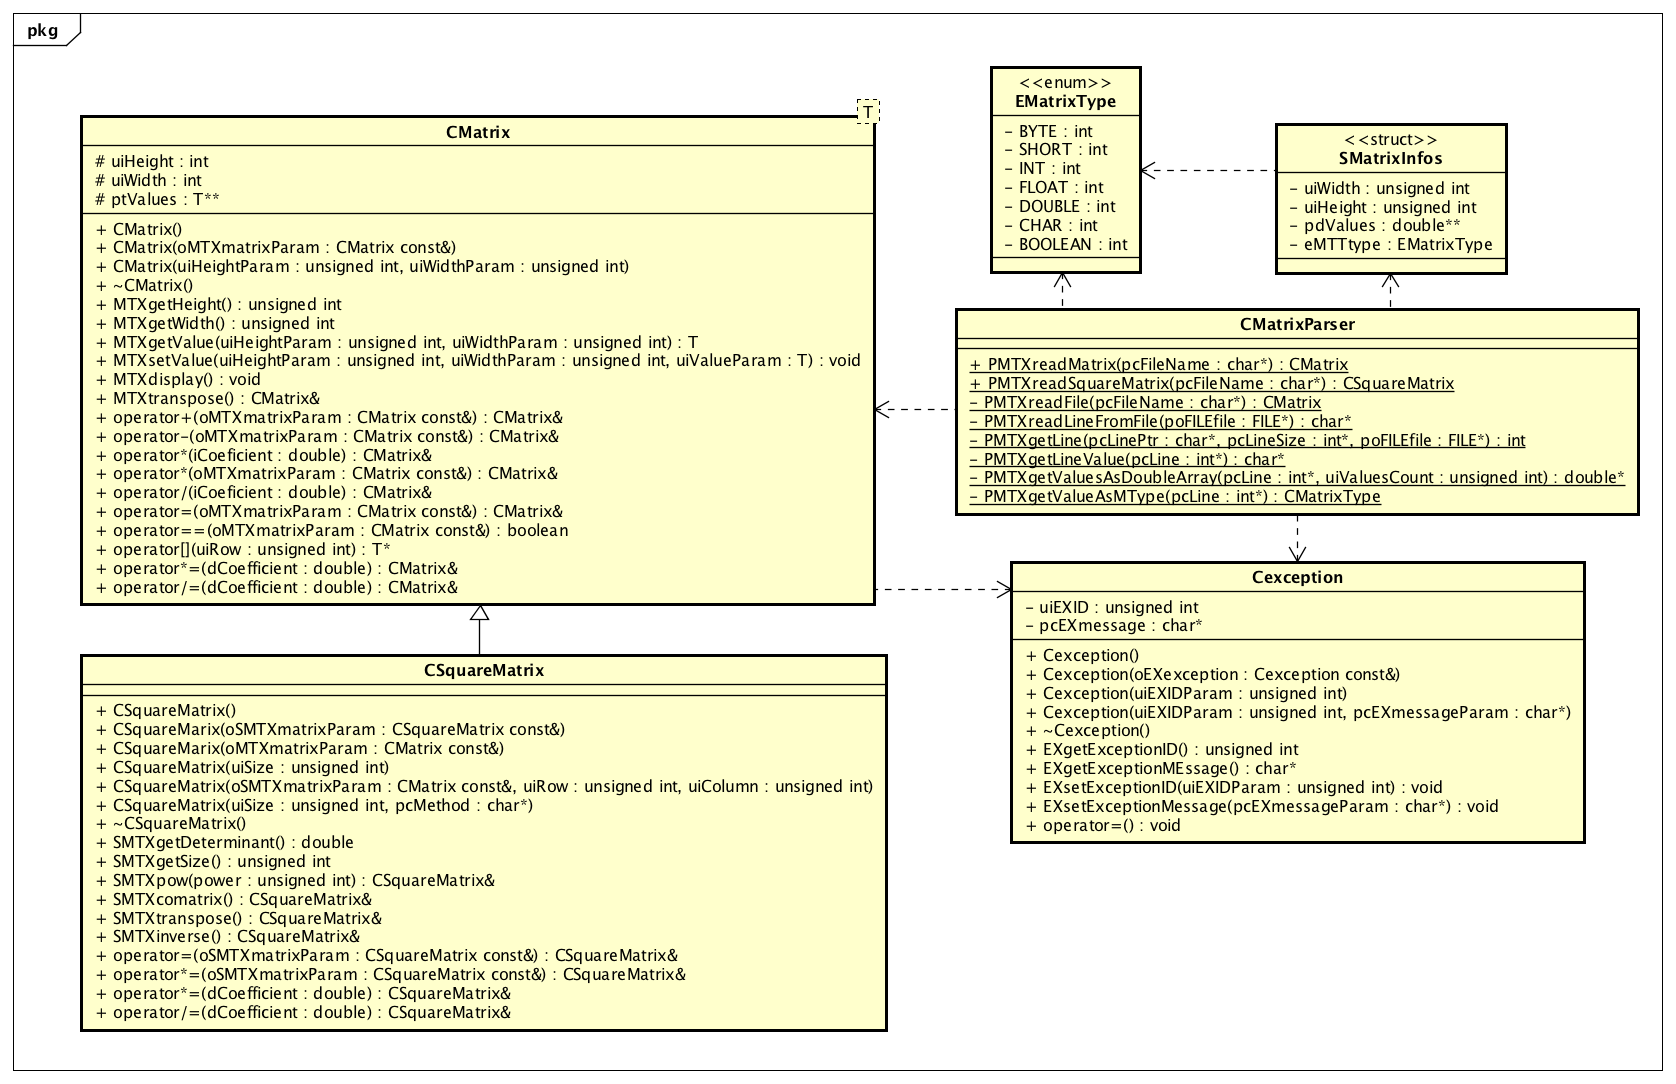 pkg
T
CMatrix
# uiHeight : int
# uiWidth : int
# ptValues : T**
+ CMatrix()
+ CMatrix(oMTXmatrixParam : CMatrix const&)
+ CMatrix(uiHeightParam : unsigned int, uiWidthParam : unsigned int)
+ ~CMatrix()
+ MTXgetHeight() : unsigned int
+ MTXgetWidth() : unsigned int
+ MTXgetValue(uiHeightParam : unsigned int, uiWidthParam : unsigned int) : T
+ MTXsetValue(uiHeightParam : unsigned int, uiWidthParam : unsigned int, uiValueParam : T) : void
+ MTXdisplay() : void
+ MTXtranspose() : CMatrix&
+ operator+(oMTXmatrixParam : CMatrix const&) : CMatrix&
+ operator-(oMTXmatrixParam : CMatrix const&) : CMatrix&
+ operator*(iCoeficient : double) : CMatrix&
+ operator*(oMTXmatrixParam : CMatrix const&) : CMatrix&
+ operator/(iCoeficient : double) : CMatrix&
+ operator=(oMTXmatrixParam : CMatrix const&) : CMatrix&
+ operator==(oMTXmatrixParam : CMatrix const&) : boolean
+ operator[](uiRow : unsigned int) : T*
+ operator*=(dCoefficient : double) : CMatrix&
+ operator/=(dCoefficient : double) : CMatrix&
<<enum>>
EMatrixType
- BYTE : int
- SHORT : int
- INT : int
- FLOAT : int
- DOUBLE : int
- CHAR : int
- BOOLEAN : int
<<struct>>
SMatrixInfos
- uiWidth : unsigned int
- uiHeight : unsigned int
- pdValues : double**
- eMTTtype : EMatrixType
CMatrixParser
+ PMTXreadMatrix(pcFileName : char*) : CMatrix
+ PMTXreadSquareMatrix(pcFileName : char*) : CSquareMatrix
- PMTXreadFile(pcFileName : char*) : CMatrix
- PMTXreadLineFromFile(poFILEfile : FILE*) : char*
- PMTXgetLine(pcLinePtr : char*, pcLineSize : int*, poFILEfile : FILE*) : int
- PMTXgetLineValue(pcLine : int*) : char*
- PMTXgetValuesAsDoubleArray(pcLine : int*, uiValuesCount : unsigned int) : double*
- PMTXgetValueAsMType(pcLine : int*) : CMatrixType
Cexception
- uiEXID : unsigned int
- pcEXmessage : char*
+ Cexception()
+ Cexception(oEXexception : Cexception const&)
+ Cexception(uiEXIDParam : unsigned int)
+ Cexception(uiEXIDParam : unsigned int, pcEXmessageParam : char*)
+ ~Cexception()
+ EXgetExceptionID() : unsigned int
+ EXgetExceptionMEssage() : char*
+ EXsetExceptionID(uiEXIDParam : unsigned int) : void
+ EXsetExceptionMessage(pcEXmessageParam : char*) : void
+ operator=() : void
CSquareMatrix
+ CSquareMatrix()
+ CSquareMarix(oSMTXmatrixParam : CSquareMatrix const&)
+ CSquareMarix(oMTXmatrixParam : CMatrix const&)
+ CSquareMatrix(uiSize : unsigned int)
+ CSquareMatrix(oSMTXmatrixParam : CMatrix const&, uiRow : unsigned int, uiColumn : unsigned int)
+ CSquareMatrix(uiSize : unsigned int, pcMethod : char*)
+ ~CSquareMatrix()
+ SMTXgetDeterminant() : double
+ SMTXgetSize() : unsigned int
+ SMTXpow(power : unsigned int) : CSquareMatrix&
+ SMTXcomatrix() : CSquareMatrix&
+ SMTXtranspose() : CSquareMatrix&
+ SMTXinverse() : CSquareMatrix&
+ operator=(oSMTXmatrixParam : CSquareMatrix const&) : CSquareMatrix&
+ operator*=(oSMTXmatrixParam : CSquareMatrix const&) : CSquareMatrix&
+ operator*=(dCoefficient : double) : CSquareMatrix&
+ operator/=(dCoefficient : double) : CSquareMatrix&